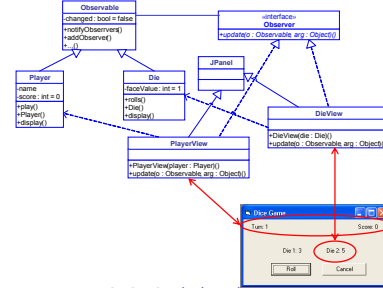 Observable
-changed : bool = false
+notifyObserrvers()
+addObserve()
+...()
«interface»
Observer
+update(o : Observable, arg : Object)()
Player
-name
-score : int = 0
+play()
+Player()
+display()
Die
-faceValue : int = 1
+rolls()
+Die()
+display()
JPanel
DieView
+DieView(die : Die)()
+update(o : Observable, arg : Object)()
PlayerView
+PlayerView(player : Player)()
+update(o : Observable, arg : Object)()
Dice Game
Turn: 1
Score: 0
Die 1: 3
Die 2: 5
Roll
Cancel